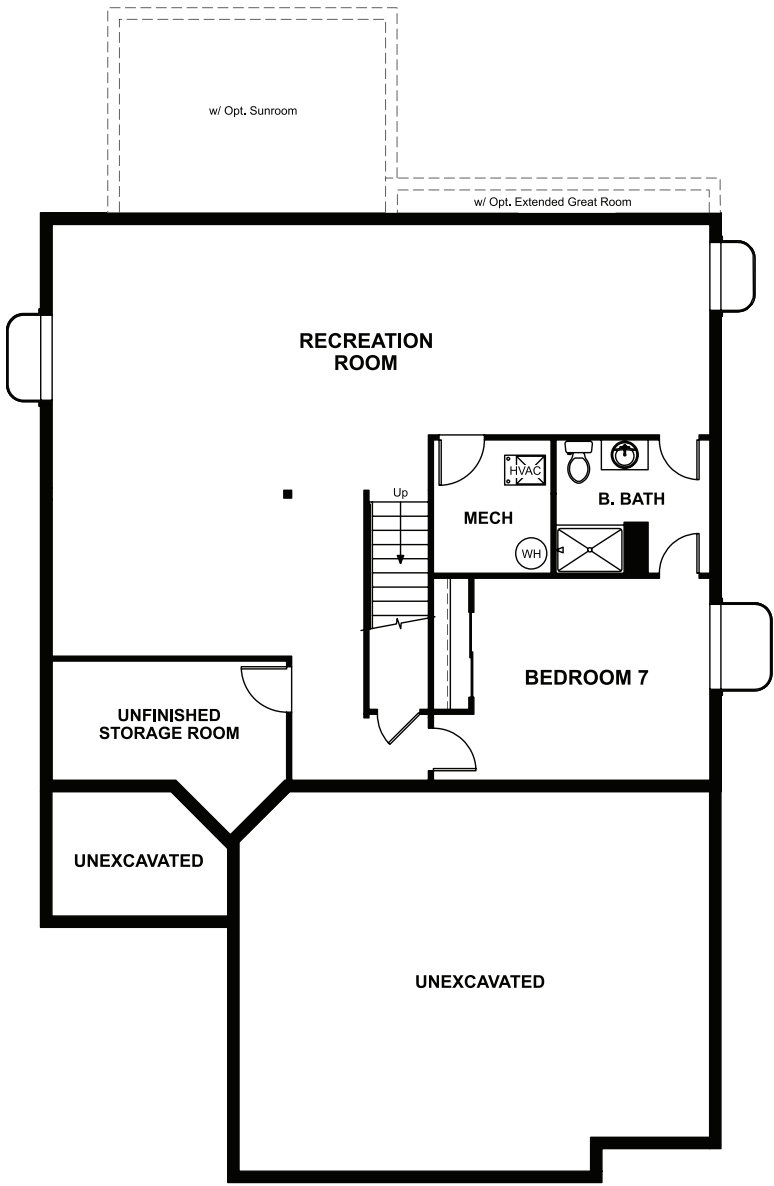 w/ Opt. Sunroom
w/ Opt. Extended Great Room
RECREATION
ROOM
HVAC
Up
B. BATH
MECH
WH
BEDROOM 7
UNFINISHED
STORAGE ROOM
UNEXCAVATED
UNEXCAVATED